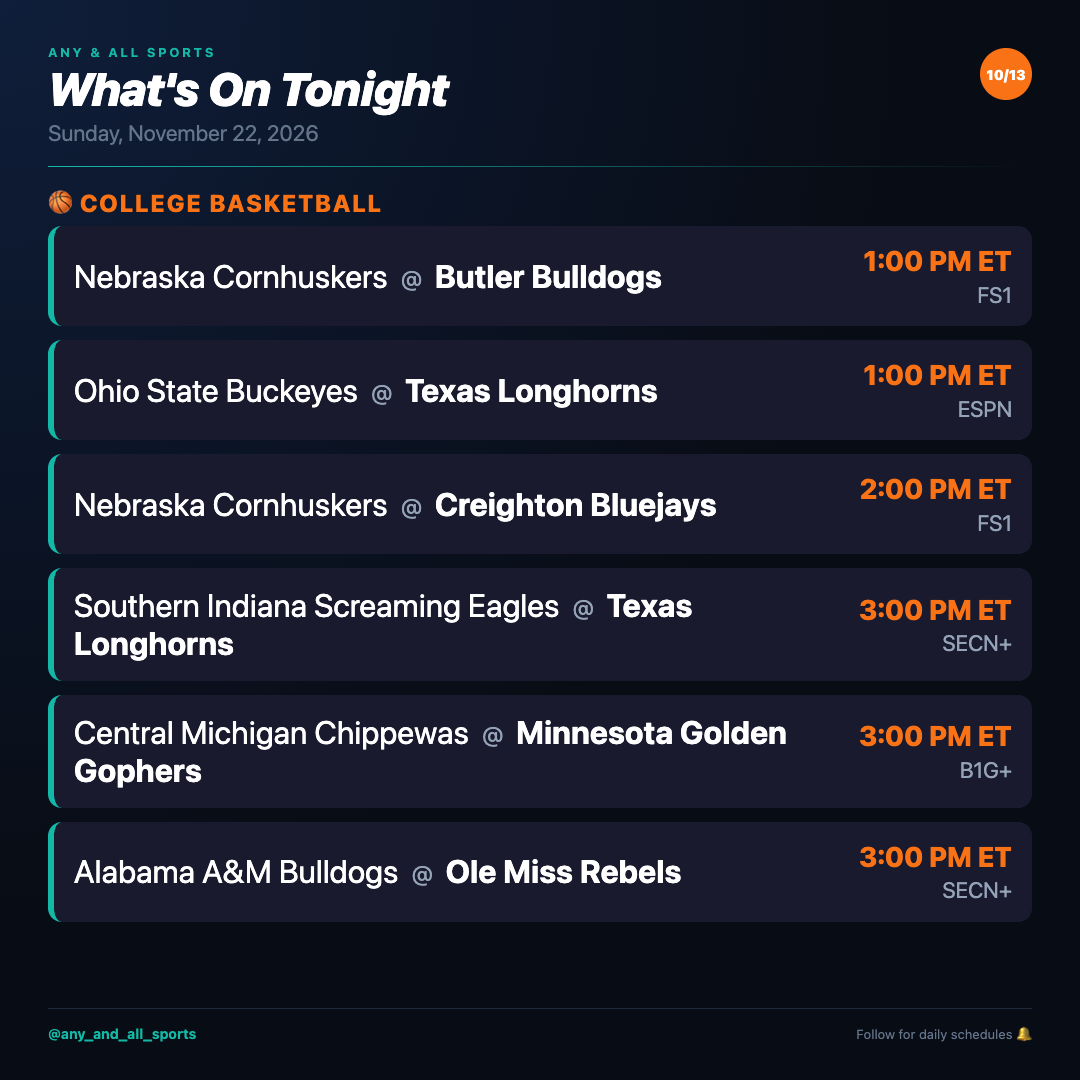 ANY & ALL SPORTS
What's On Tonight
10/13
Sunday, November 22, 2026
🏀 COLLEGE BASKETBALL
Nebraska Cornhuskers @ Butler Bulldogs
1:00 PM ET
FS1
Ohio State Buckeyes @ Texas Longhorns
1:00 PM ET
ESPN
Nebraska Cornhuskers @ Creighton Bluejays
2:00 PM ET
FS1
Southern Indiana Screaming Eagles @ Texas
Longhorns
3:00 PM ET
SECN+
Central Michigan Chippewas @ Minnesota Golden
Gophers
3:00 PM ET
B1G+
Alabama A&M Bulldogs @ Ole Miss Rebels
3:00 PM ET
SECN+
@any_and_all_sports
Follow for daily schedules 🔔